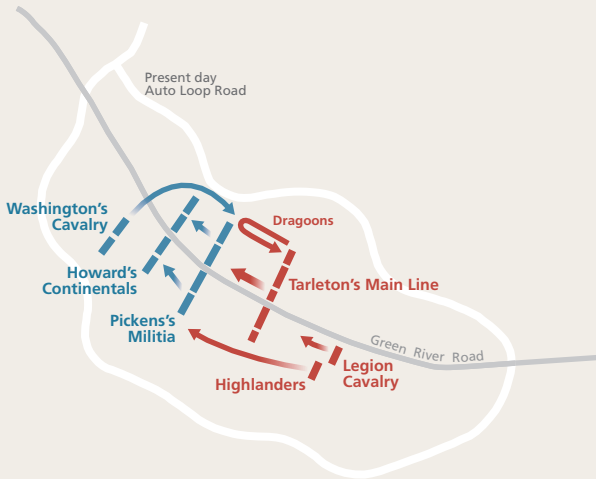 Present day
Auto Loop Road
Washington's
Cavalry
Dragoons
Howard's
Continentals
Tarleton's Main Line
Pickens's
Militia
Green River Road
Legion
Cavalry
Highlanders